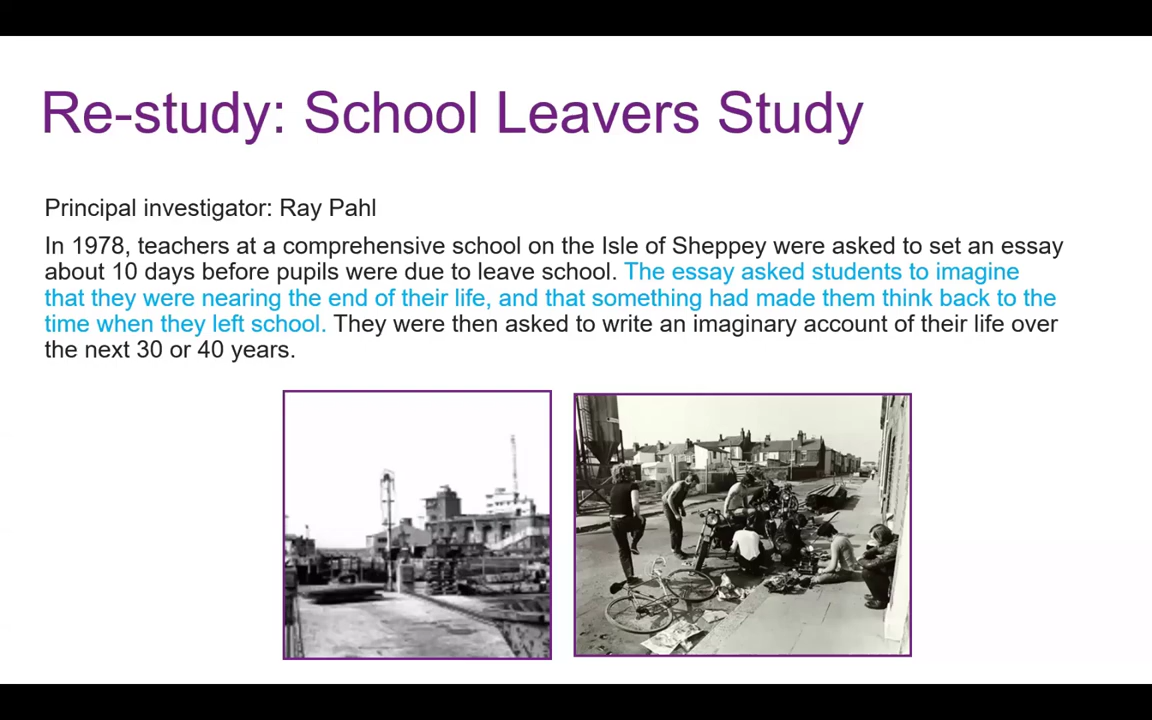 Re-study: School Leavers Study
Principal investigator: Ray Pahl
In 1978, teachers at a comprehensive school on the Isle of Sheppey were asked to set an essay
about 10 days before pupils were due to leave school. The essay asked students to imagine
that they were nearing the end of their life, and that something had made them think back to the
time when they left school. They were then asked to write an imaginary account of their life over
the next 30 or 40 years.